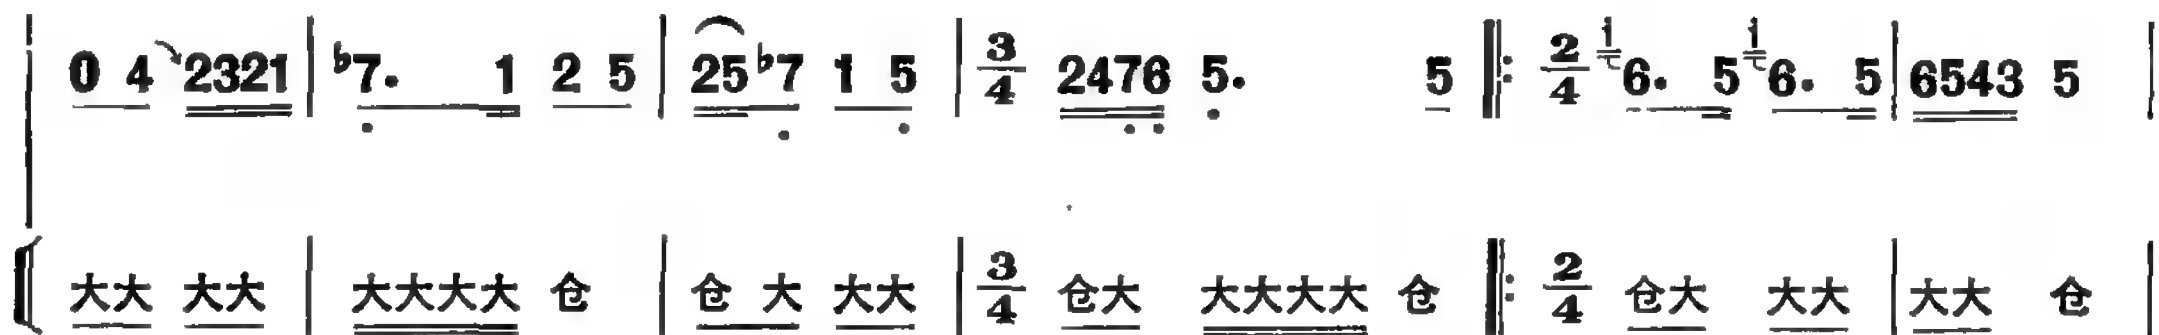 0 4 2321 | ♭7. 1 2 5 | 25 ♭7 1 5 | 3/4 2476 5. 5 ‖: 2/4 1 6. 5 1 6. 5 | 6543 5 |
大大 大大 | 大大大大 仓 | 仓 大 大大 | 3/4 仓大 大大大大 仓 ‖: 2/4 仓大 大大 | 大大 仓 |